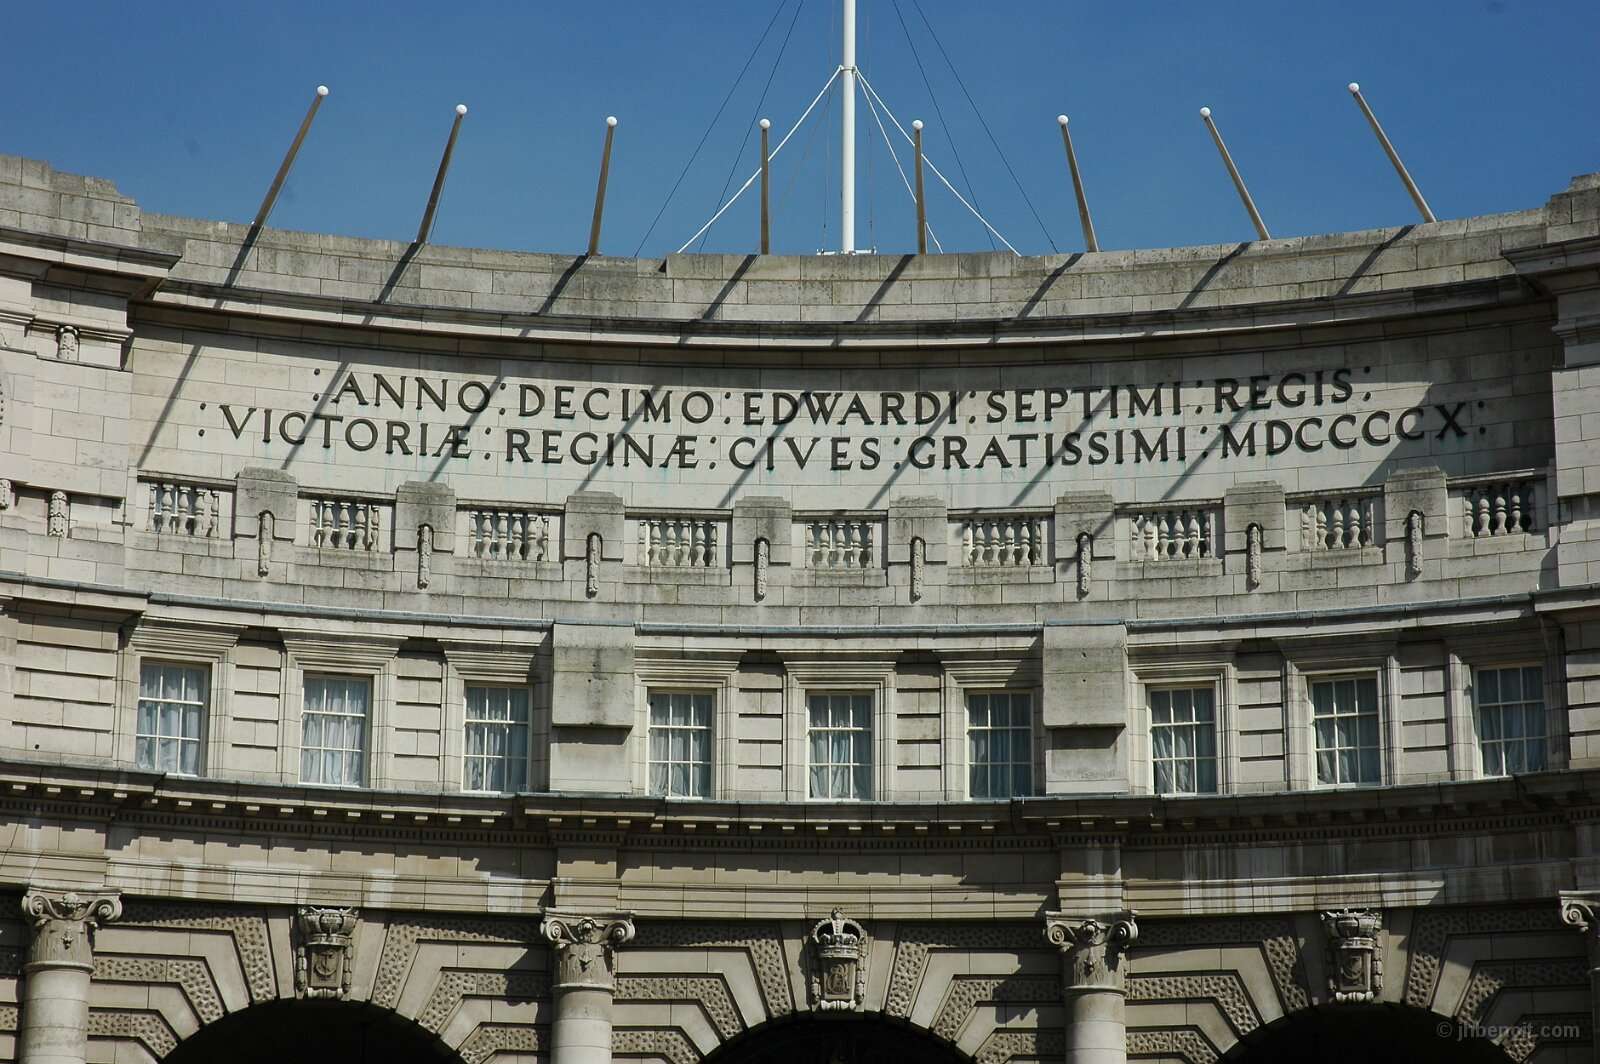 :ANNO:DECIMO:EDWARDI:SEPTIMI:REGIS:
:VICTORIÆ:REGINÆ:CIVES:GRATISSIMI:MDCCCCX:
© jhbenoit.com